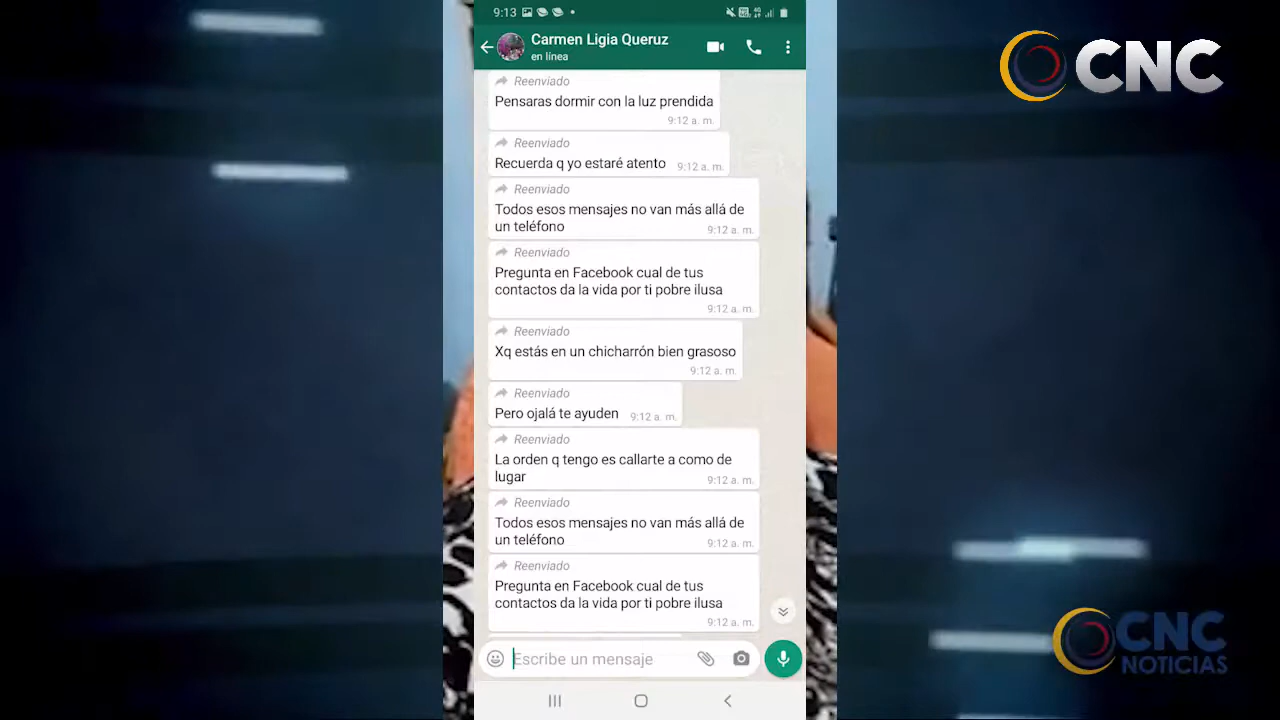 9:13
Carmen Ligia Queruz
en línea
CNC
Reenviado
Pensaras dormir con la luz prendida
9:12 a. m.
Reenviado
Recuerda q yo estaré atento 9:12 a. m.
Reenviado
Todos esos mensajes no van más allá de
un teléfono 9:12 a. m.
Reenviado
Pregunta en Facebook cual de tus
contactos da la vida por ti pobre ilusa
9:12 a. m.
Reenviado
Xq estás en un chicharrón bien grasoso
9:12 a. m.
Reenviado
Pero ojalá te ayuden 9:12 a. m.
Reenviado
La orden q tengo es callarte a como de
lugar 9:12 a. m.
Reenviado
Todos esos mensajes no van más allá de
un teléfono 9:12 a. m.
Reenviado
Pregunta en Facebook cual de tus
contactos da la vida por ti pobre ilusa
9:12 a. m.
Escribe un mensaje
CNC
NOTICIAS